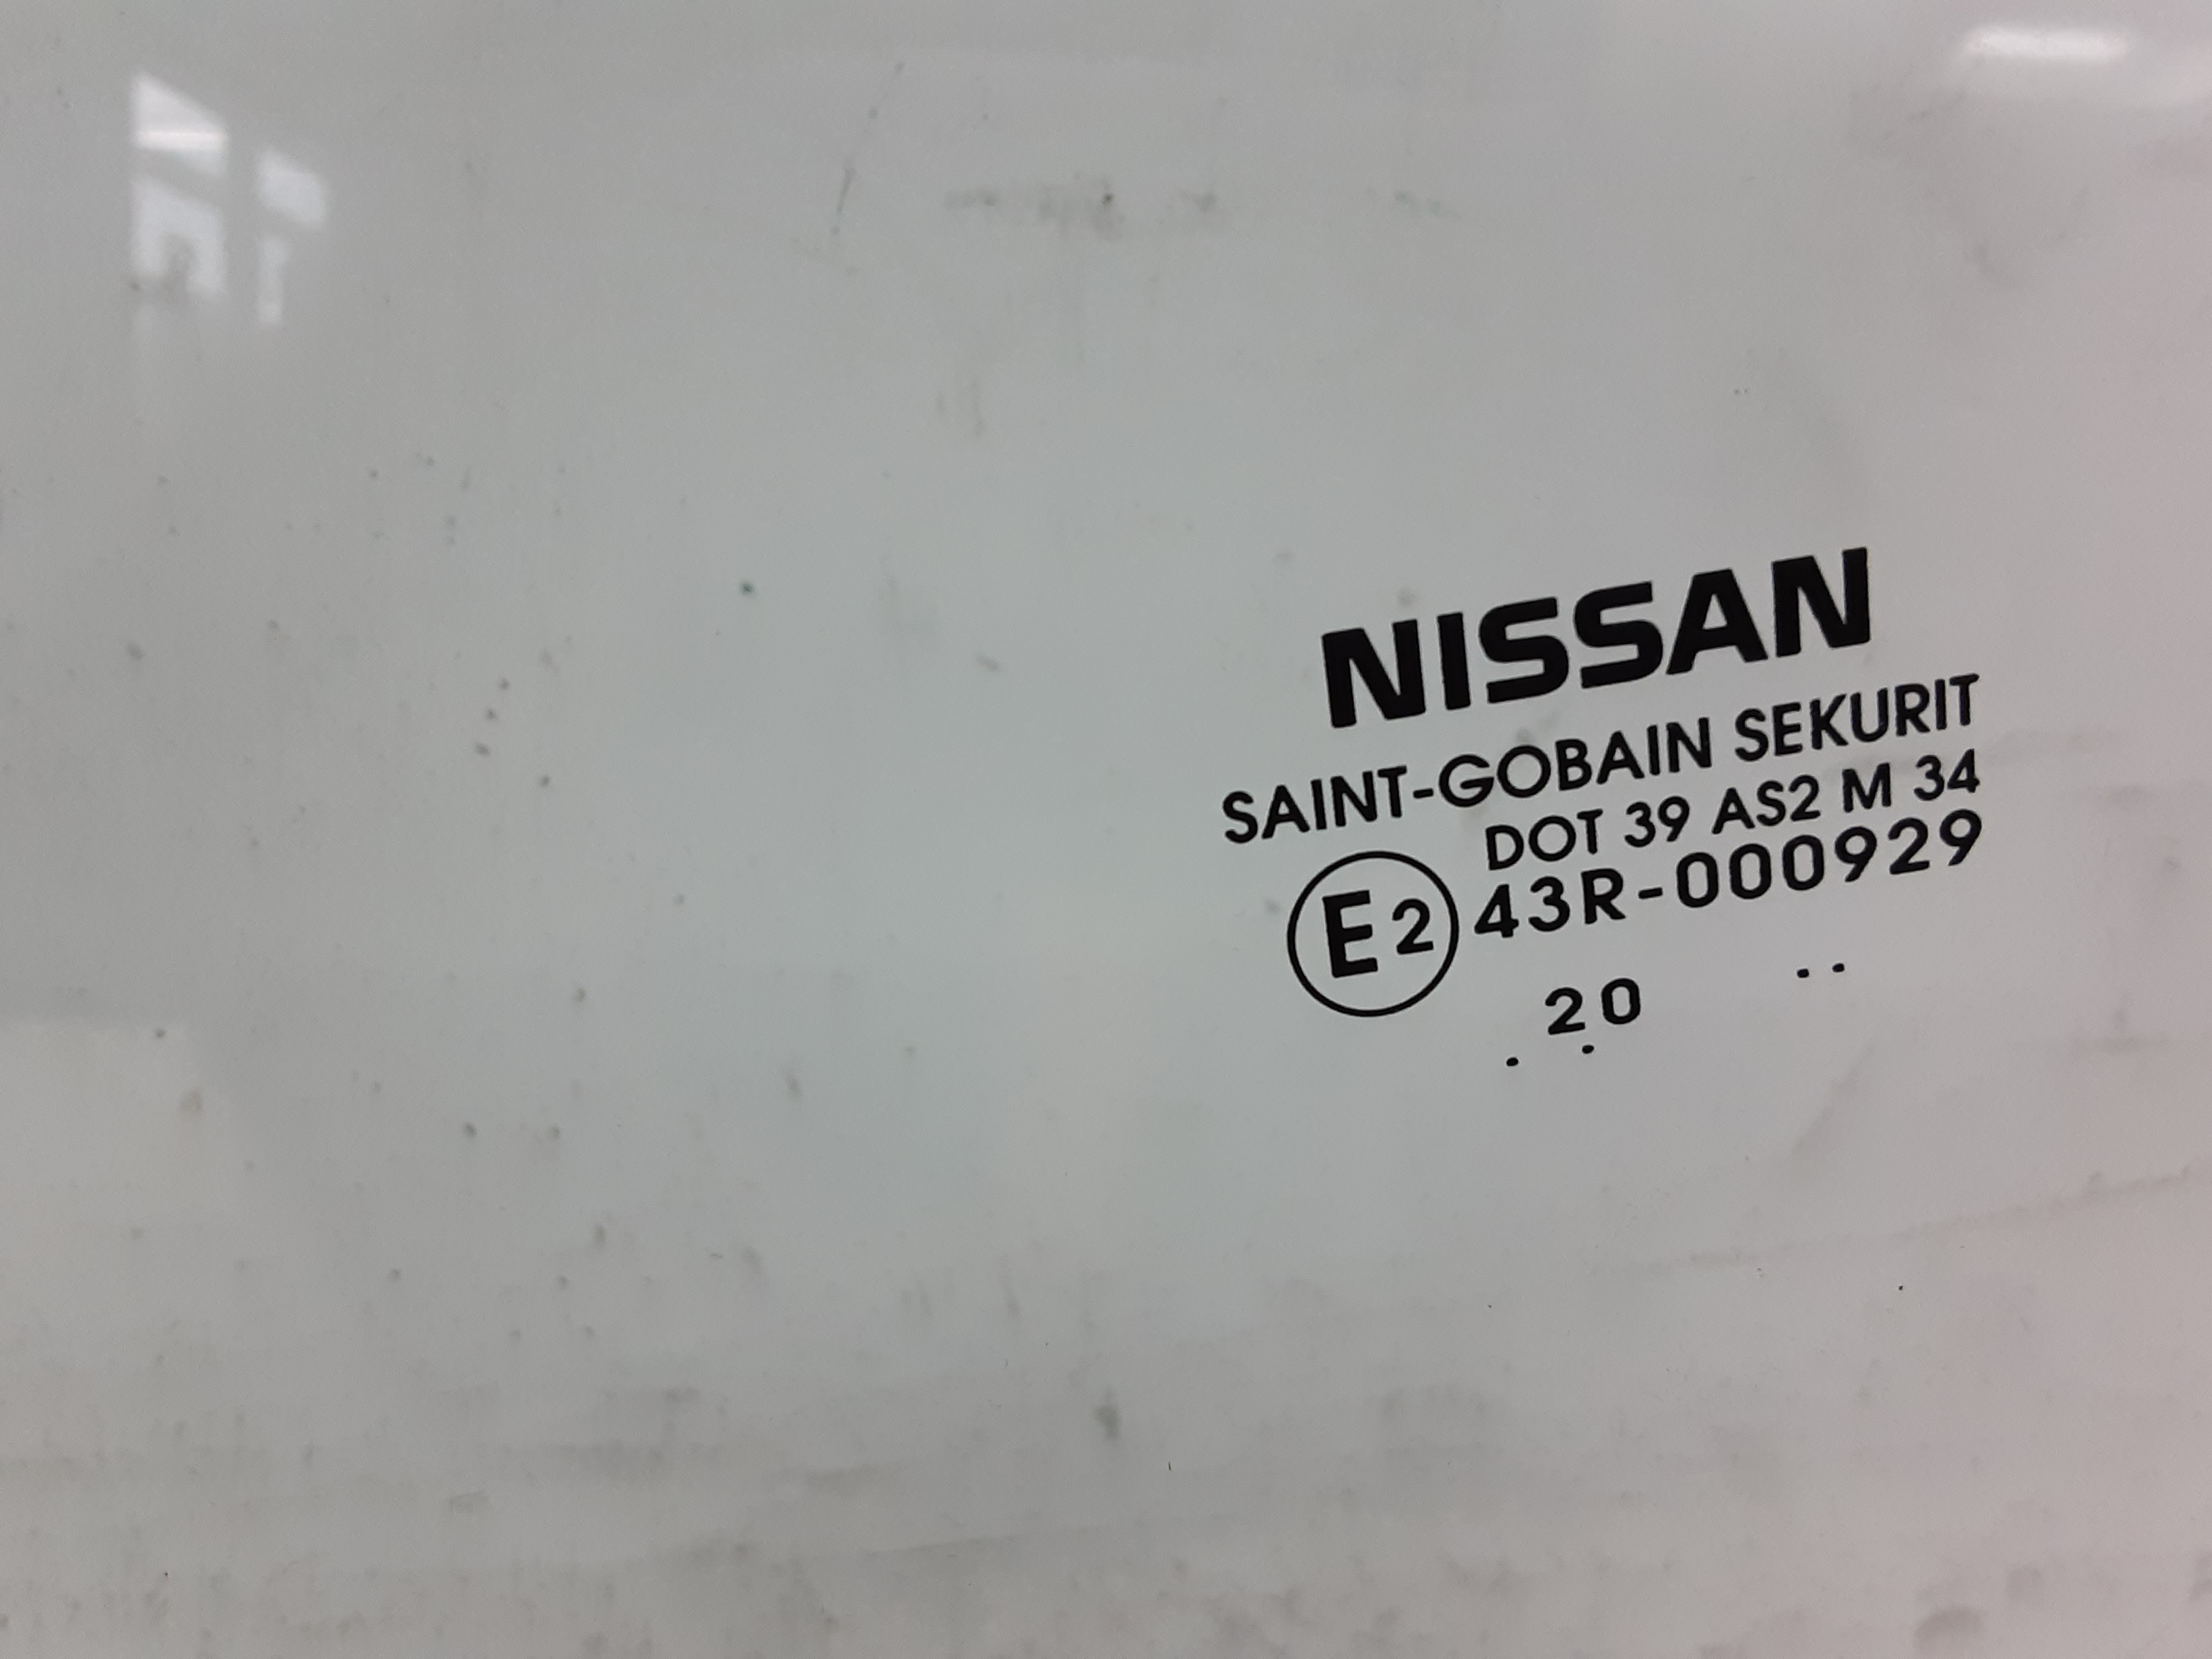 NISSAN
SAINT-GOBAIN SEKURIT
DOT 39 AS2 M 34
E2 43R-000929
. .
20
. .